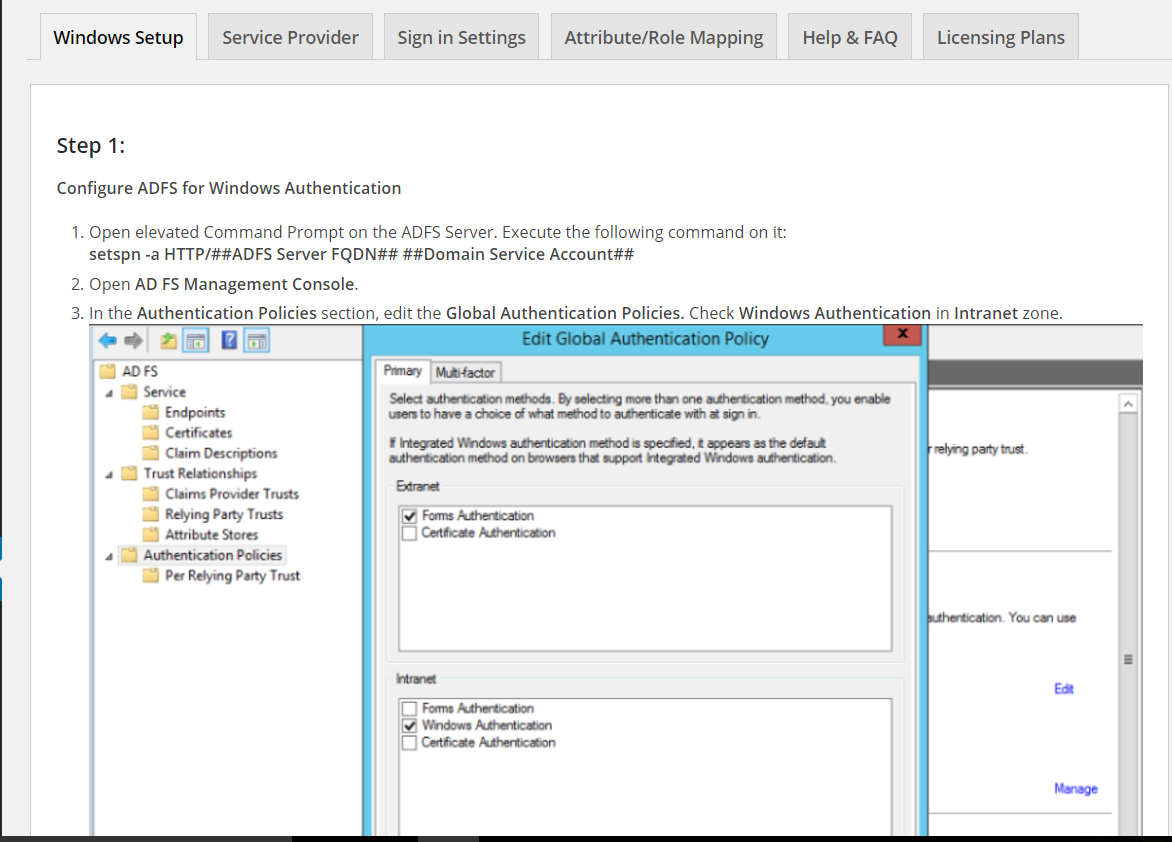 Windows Setup
Service Provider
Sign in Settings
Attribute/Role Mapping
Help & FAQ
Licensing Plans
Step 1:
Configure ADFS for Windows Authentication
1. Open elevated Command Prompt on the ADFS Server. Execute the following command on it:
setspn -a HTTP/##ADFS Server FQDN## ##Domain Service Account##
2. Open AD FS Management Console.
3. In the Authentication Policies section, edit the Global Authentication Policies. Check Windows Authentication in Intranet zone.
AD FS
Service
Endpoints
Certificates
Claim Descriptions
Trust Relationships
Claims Provider Trusts
Relying Party Trusts
Attribute Stores
Authentication Policies
Per Relying Party Trust
Edit Global Authentication Policy
x
Primary
Multi-factor
Select authentication methods. By selecting more than one authentication method, you enable
users to have a choice of what method to authenticate with at sign in.
If Integrated Windows authentication method is specified, it appears as the default
authentication method on browsers that support Integrated Windows authentication.
Extranet
Forms Authentication
Certificate Authentication
Intranet
Forms Authentication
Windows Authentication
Certificate Authentication
r relying party trust.
authentication. You can use
Edit
Manage